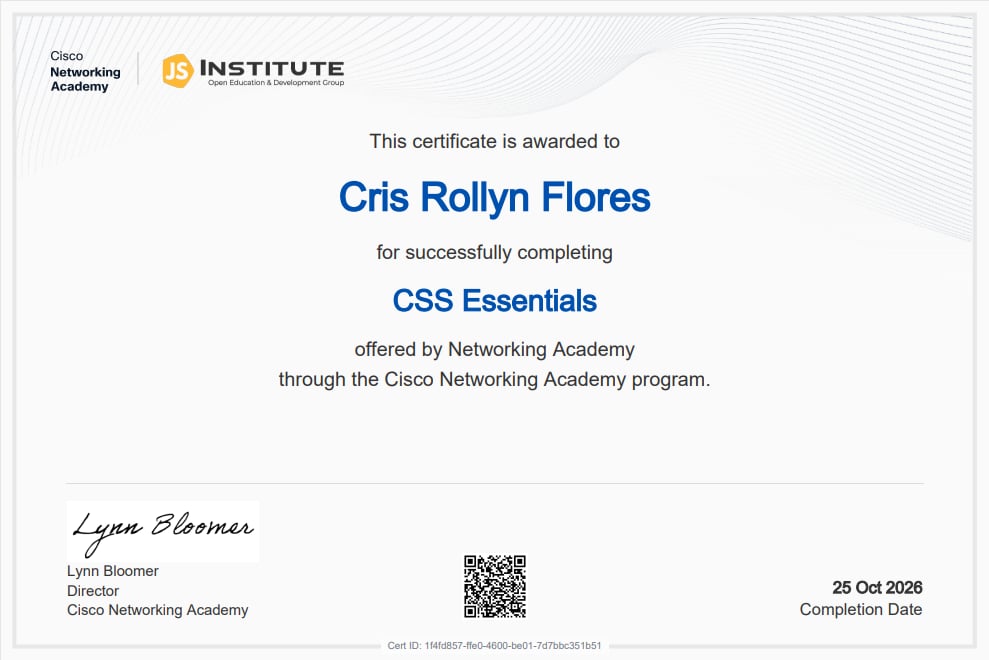 Cisco
Networking
Academy
JS INSTITUTE
Open Education & Development Group
This certificate is awarded to
Cris Rollyn Flores
for successfully completing
CSS Essentials
offered by Networking Academy
through the Cisco Networking Academy program.
Lynn Bloomer
Lynn Bloomer
Director
Cisco Networking Academy
25 Oct 2026
Completion Date
Cert ID: 1f4fd857-ffe0-4600-be01-7d7bbc351b51